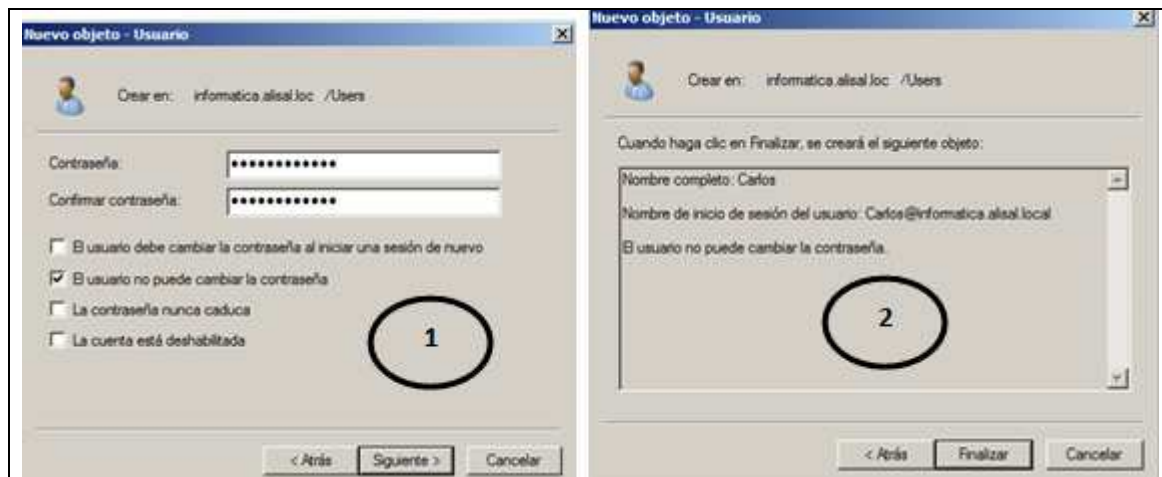 Nuevo objeto - Usuario
Crear en: informatica.alisal.loc /Users
Contraseña:
Confirmar contraseña:
El usuario debe cambiar la contraseña al iniciar una sesión de nuevo
El usuario no puede cambiar la contraseña
La contraseña nunca caduca
La cuenta está deshabilitada
1
< Atrás
Siguiente >
Cancelar
Nuevo objeto - Usuario
Crear en: informatica.alisal.loc /Users
Cuando haga clic en Finalizar, se creará el siguiente objeto:
Nombre completo: Carlos
Nombre de inicio de sesión del usuario: Carlos@informatica.alisal.local
El usuario no puede cambiar la contraseña.
2
< Atrás
Finalizar
Cancelar